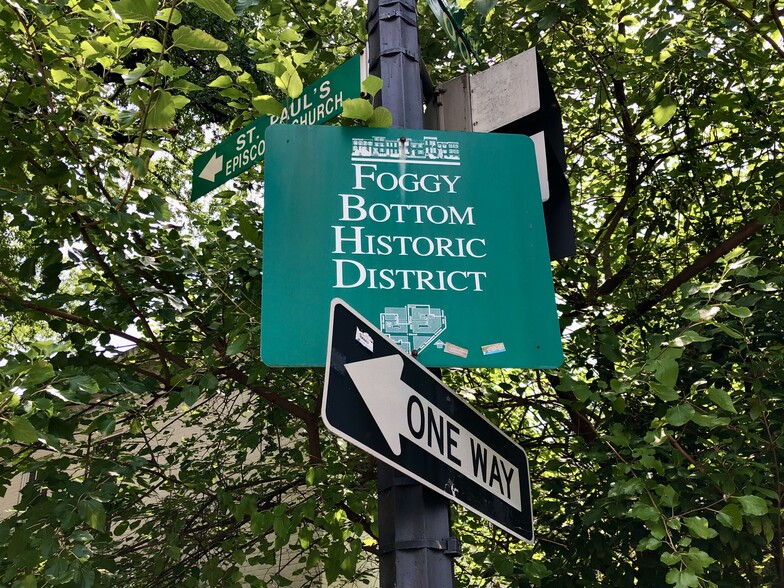 ST. PAUL'S
EPISCO CHURCH
FOGGY
BOTTOM
HISTORIC
DISTRICT
ONE WAY